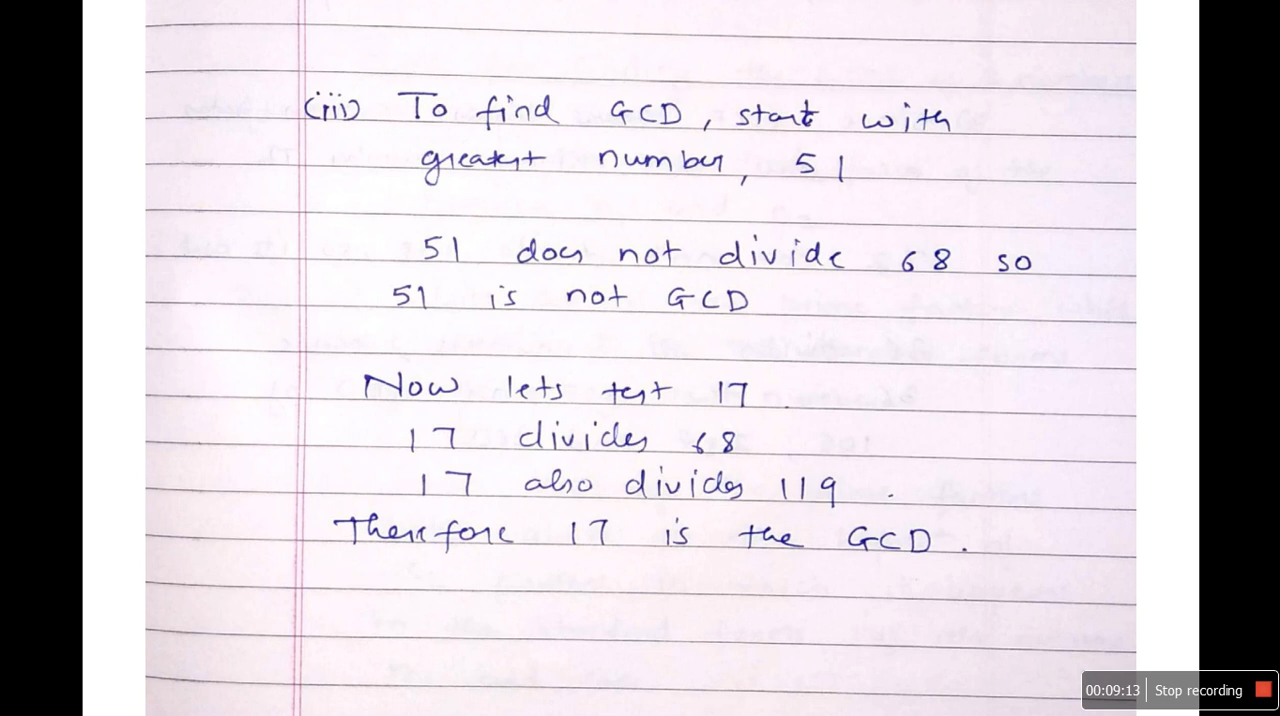 (iii) To find GCD, start with
greatest number, 51
51 does not divide 68 so
51 is not GCD
Now lets test 17.
17 divides 68
17 also divides 119.
Therefore 17 is the GCD.
00:09:13 Stop recording